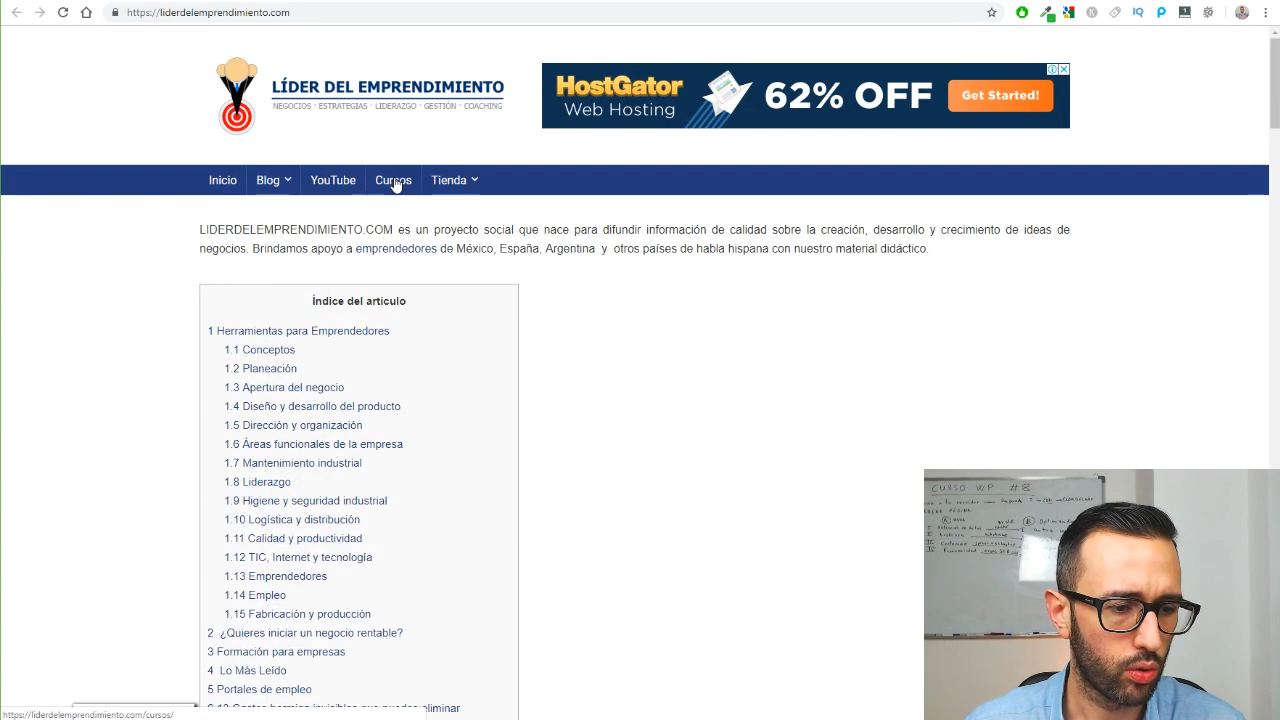 https://liderdelemprendimiento.com
LÍDER DEL EMPRENDIMIENTO
NEGOCIOS · ESTRATEGIAS · LIDERAZGO · GESTIÓN · COACHING
HostGator
Web Hosting
62% OFF
Get Started!
Inicio
Blog
YouTube
Cursos
Tienda
LIDERDELEMPRENDIMIENTO.COM es un proyecto social que nace para difundir información de calidad sobre la creación, desarrollo y crecimiento de ideas de
negocios. Brindamos apoyo a emprendedores de México, España, Argentina y otros países de habla hispana con nuestro material didáctico.
Índice del artículo
1 Herramientas para Emprendedores
1.1 Conceptos
1.2 Planeación
1.3 Apertura del negocio
1.4 Diseño y desarrollo del producto
1.5 Dirección y organización
1.6 Áreas funcionales de la empresa
1.7 Mantenimiento industrial
1.8 Liderazgo
1.9 Higiene y seguridad industrial
1.10 Logística y distribución
1.11 Calidad y productividad
1.12 TIC, Internet y tecnología
1.13 Emprendedores
1.14 Empleo
1.15 Fabricación y producción
2 ¿Quieres iniciar un negocio rentable?
3 Formación para empresas
4 Lo Más Leído
5 Portales de empleo
eliminar
https://liderdelemprendimiento.com/cursos/
CURSO WP #8